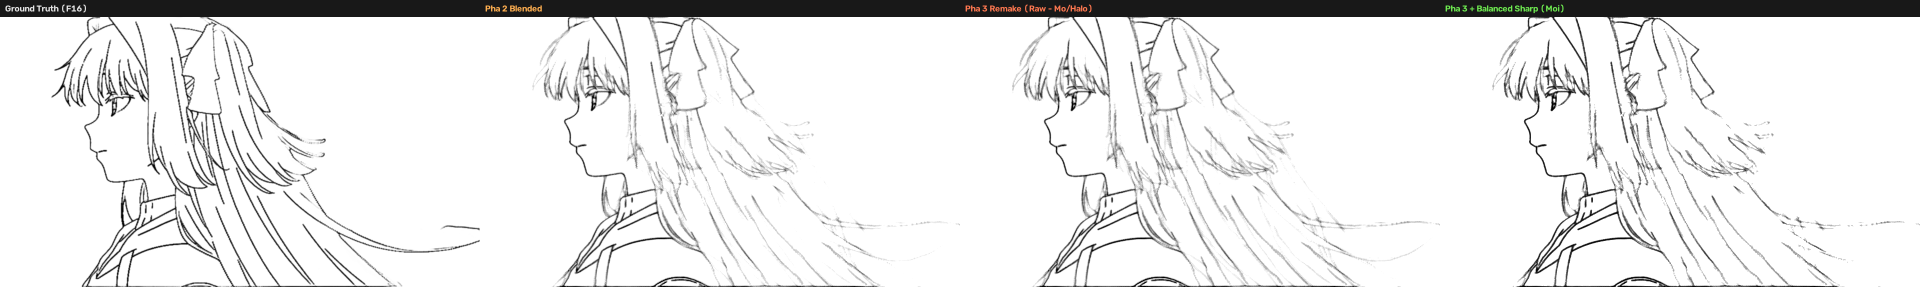 Ground Truth (F16)
Pha 2 Blended
Pha 3 Remake (Raw - Mo/Halo)
Pha 3 + Balanced Sharp (Moi)